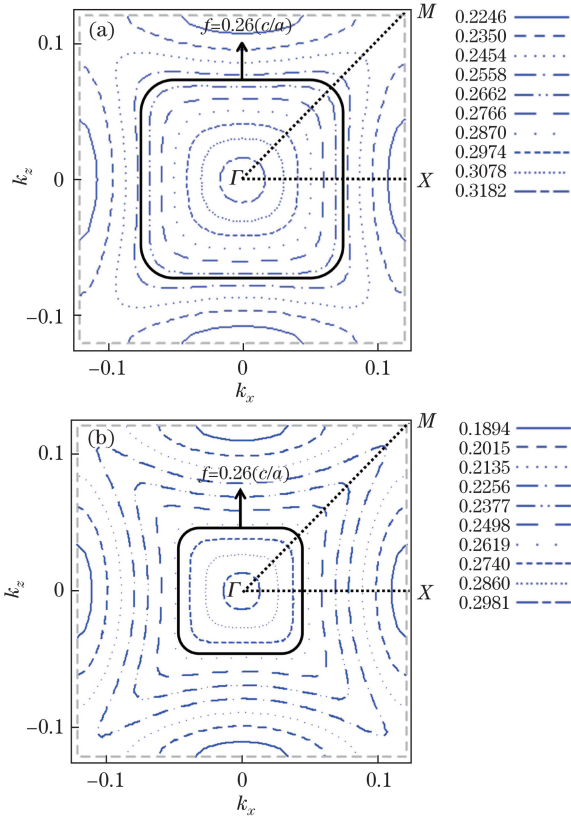 (a)
f=0.26(c/a)
M
0.1
0
−0.1
k_z
Γ
X
−0.1
0
0.1
k_x
0.2246
0.2350
0.2454
0.2558
0.2662
0.2766
0.2870
0.2974
0.3078
0.3182
(b)
f=0.26(c/a)
M
0.1
0
−0.1
k_z
Γ
X
−0.1
0
0.1
k_x
0.1894
0.2015
0.2135
0.2256
0.2377
0.2498
0.2619
0.2740
0.2860
0.2981